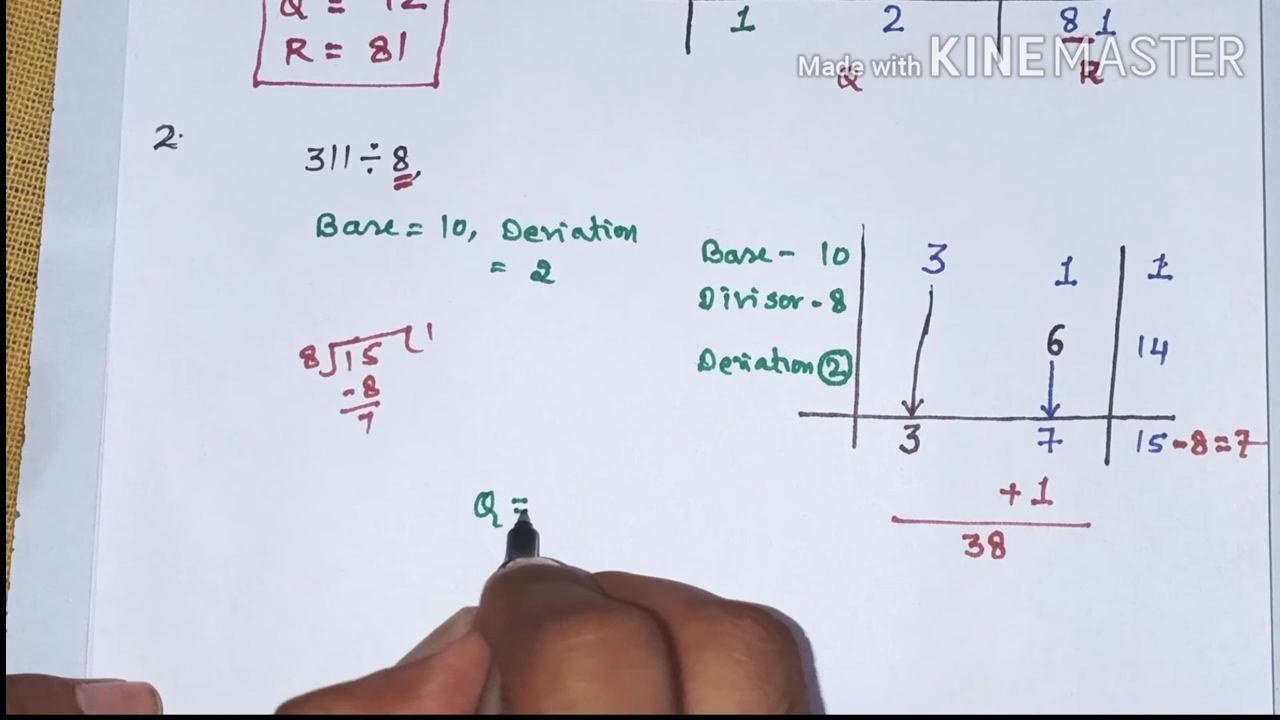 Q = 12
R = 81
1 2 8 1
Q R
Made with KINEMASTER
2.
311 ÷ 8,
Base = 10, Deviation
= 2
8 15 1
- 8
7
Base - 10 3 1 1
Divisor - 8
Deviation 2 6 14
3 7 15 - 8 = 7
+ 1
38
Q =